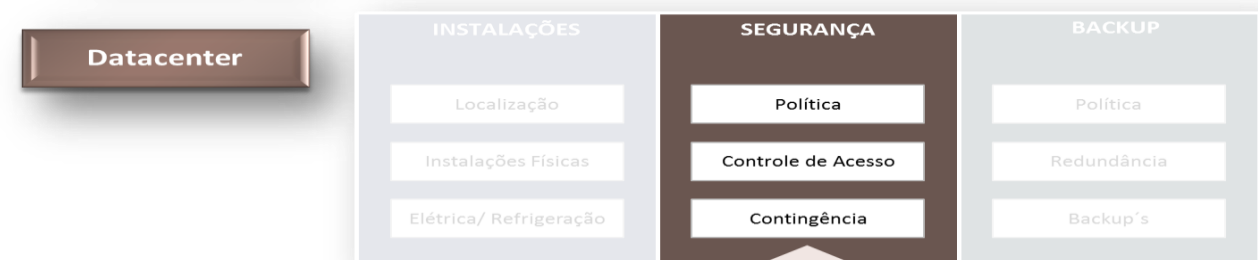 Datacenter
INSTALAÇÕES
Localização
Instalações Físicas
Elétrica/ Refrigeração
SEGURANÇA
Política
Controle de Acesso
Contingência
BACKUP
Política
Redundância
Backup´s